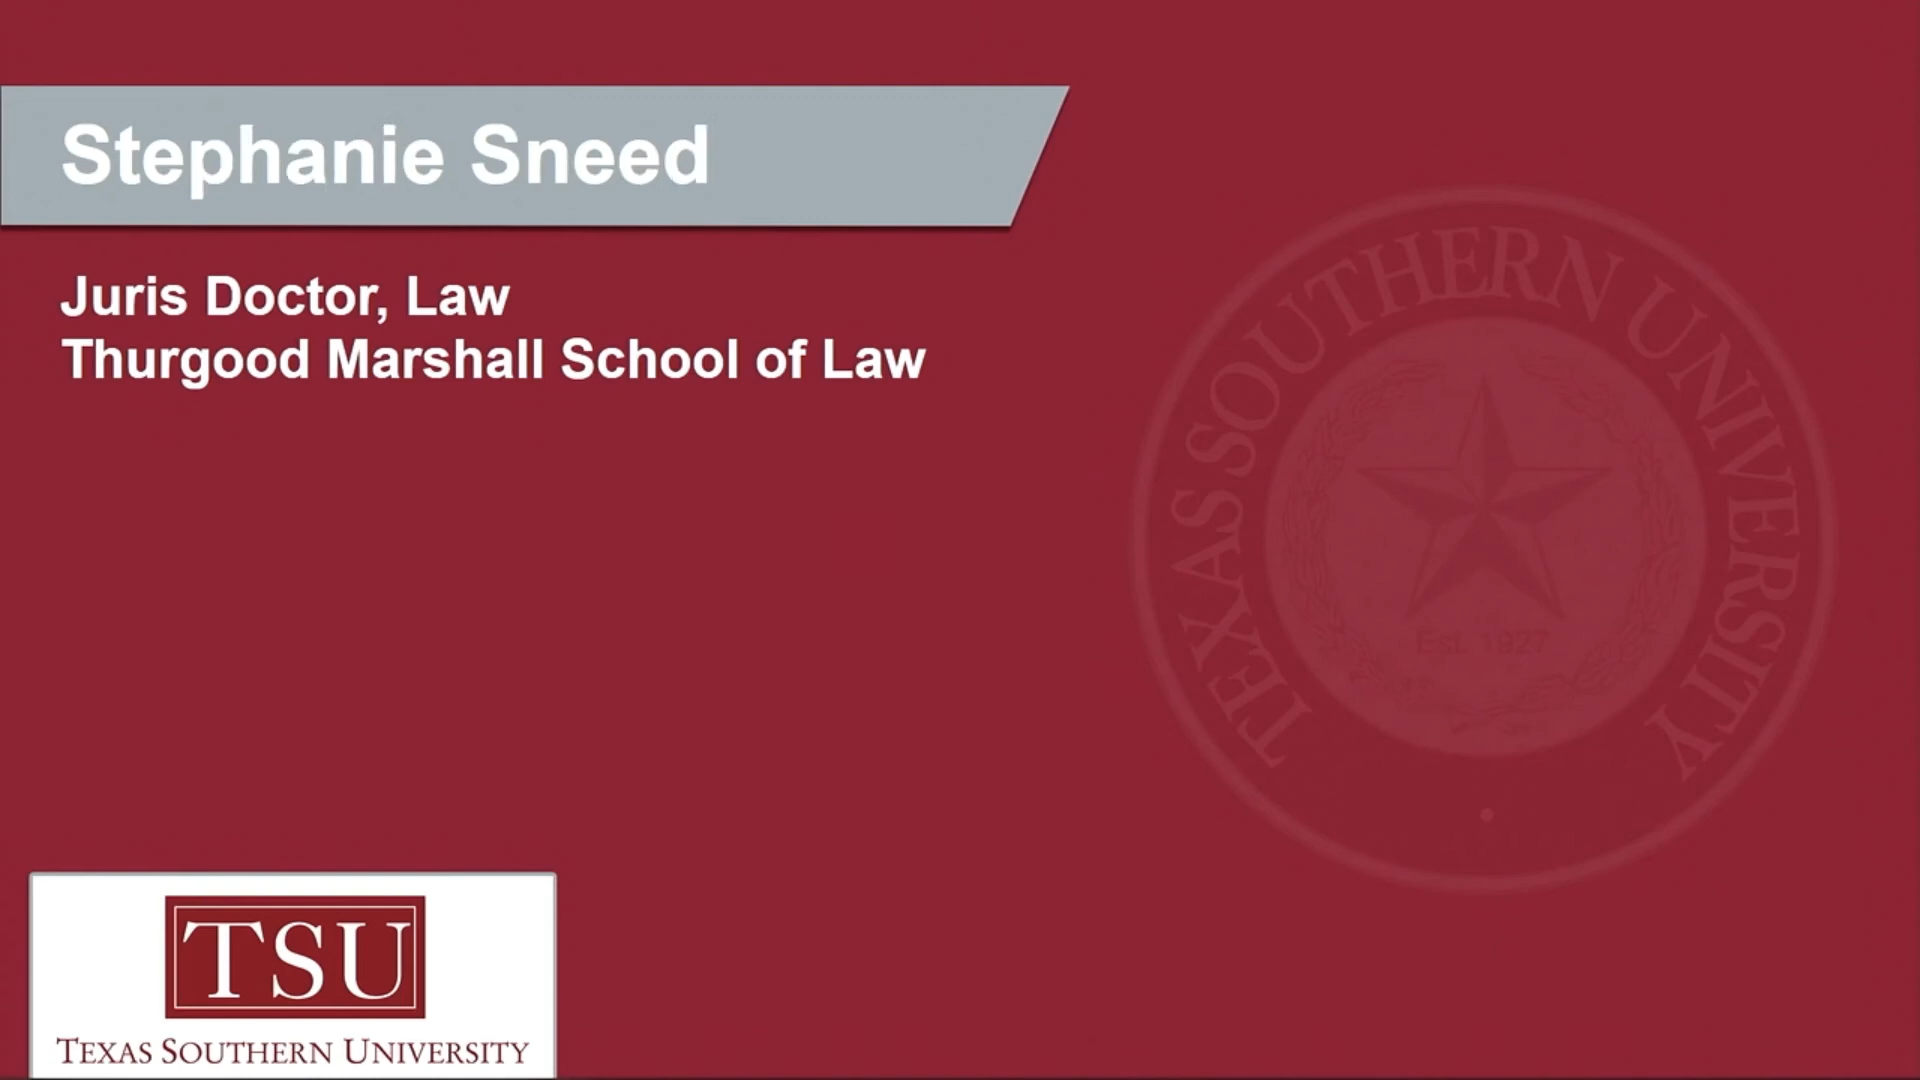 Stephanie Sneed
Juris Doctor, Law
Thurgood Marshall School of Law
TEXAS SOUTHERN UNIVERSITY
Est. 1927
TSU
TEXAS SOUTHERN UNIVERSITY